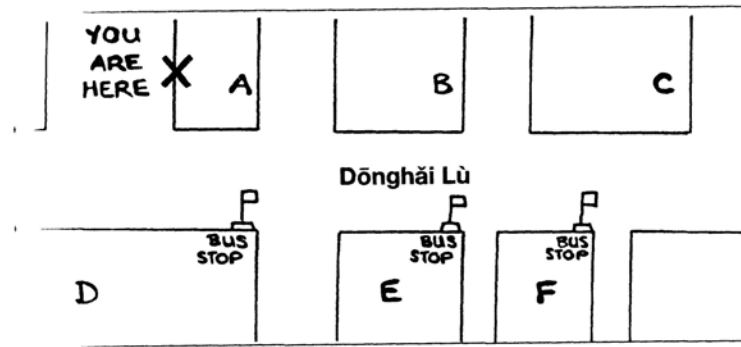 YOU
ARE
HERE
A
B
C
Dōnghǎi Lù
BUS
STOP
BUS
STOP
BUS
STOP
D
E
F